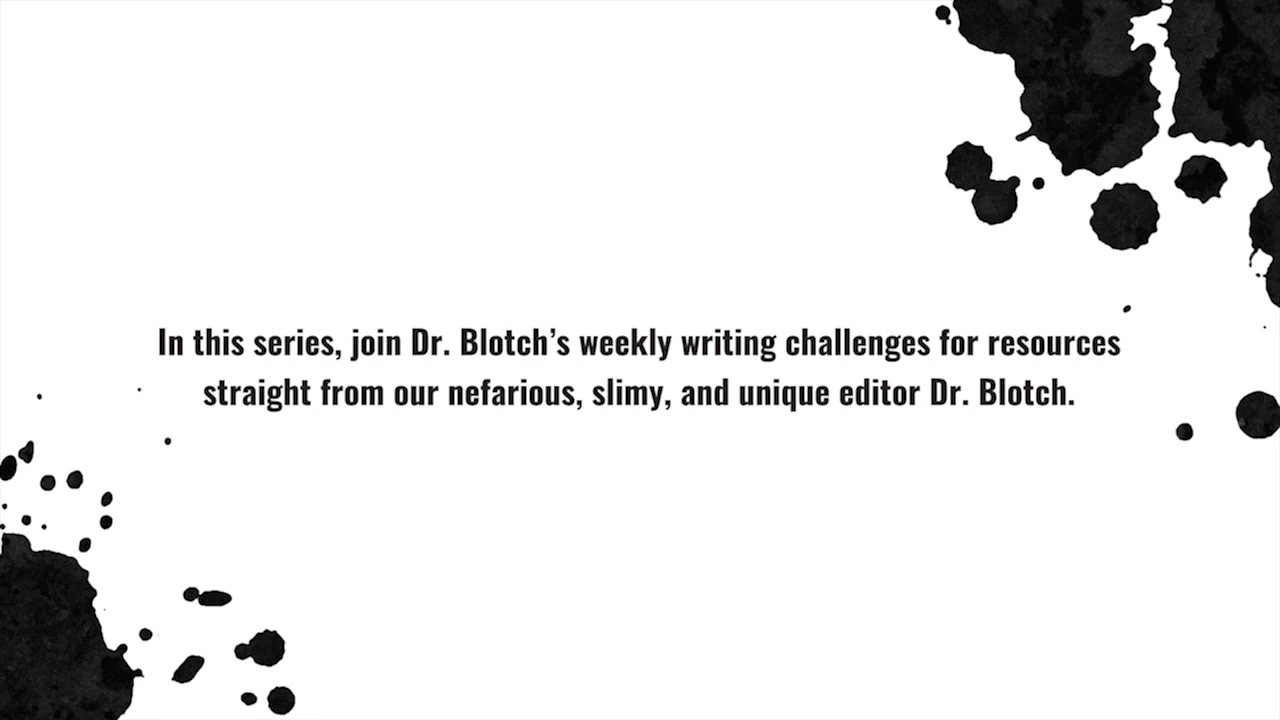 In this series, join Dr. Blotch’s weekly writing challenges for resources
straight from our nefarious, slimy, and unique editor Dr. Blotch.